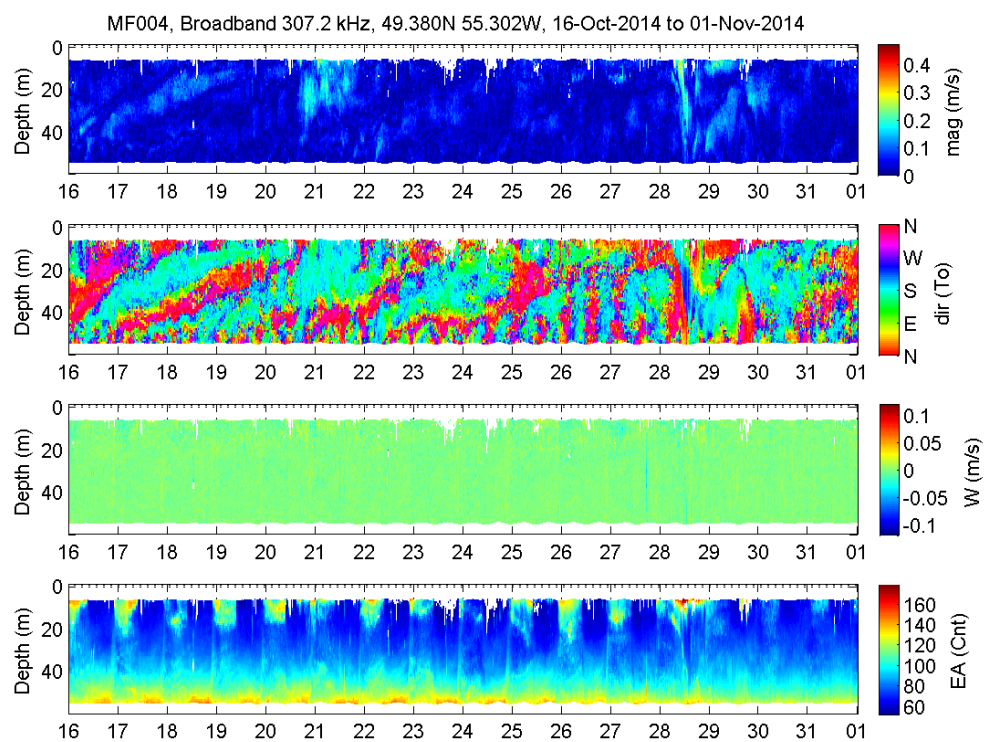 MF004, Broadband 307.2 kHz, 49.380N 55.302W, 16-Oct-2014 to 01-Nov-2014
Depth (m)
0
20
40
16 17 18 19 20 21 22 23 24 25 26 27 28 29 30 31 01
0.4
0.3
0.2
0.1
0
mag (m/s)
Depth (m)
0
20
40
16 17 18 19 20 21 22 23 24 25 26 27 28 29 30 31 01
N
W
S
E
N
dir (To)
Depth (m)
0
20
40
16 17 18 19 20 21 22 23 24 25 26 27 28 29 30 31 01
0.1
0.05
0
-0.05
-0.1
W (m/s)
Depth (m)
0
20
40
16 17 18 19 20 21 22 23 24 25 26 27 28 29 30 31 01
160
140
120
100
80
60
EA (Cnt)